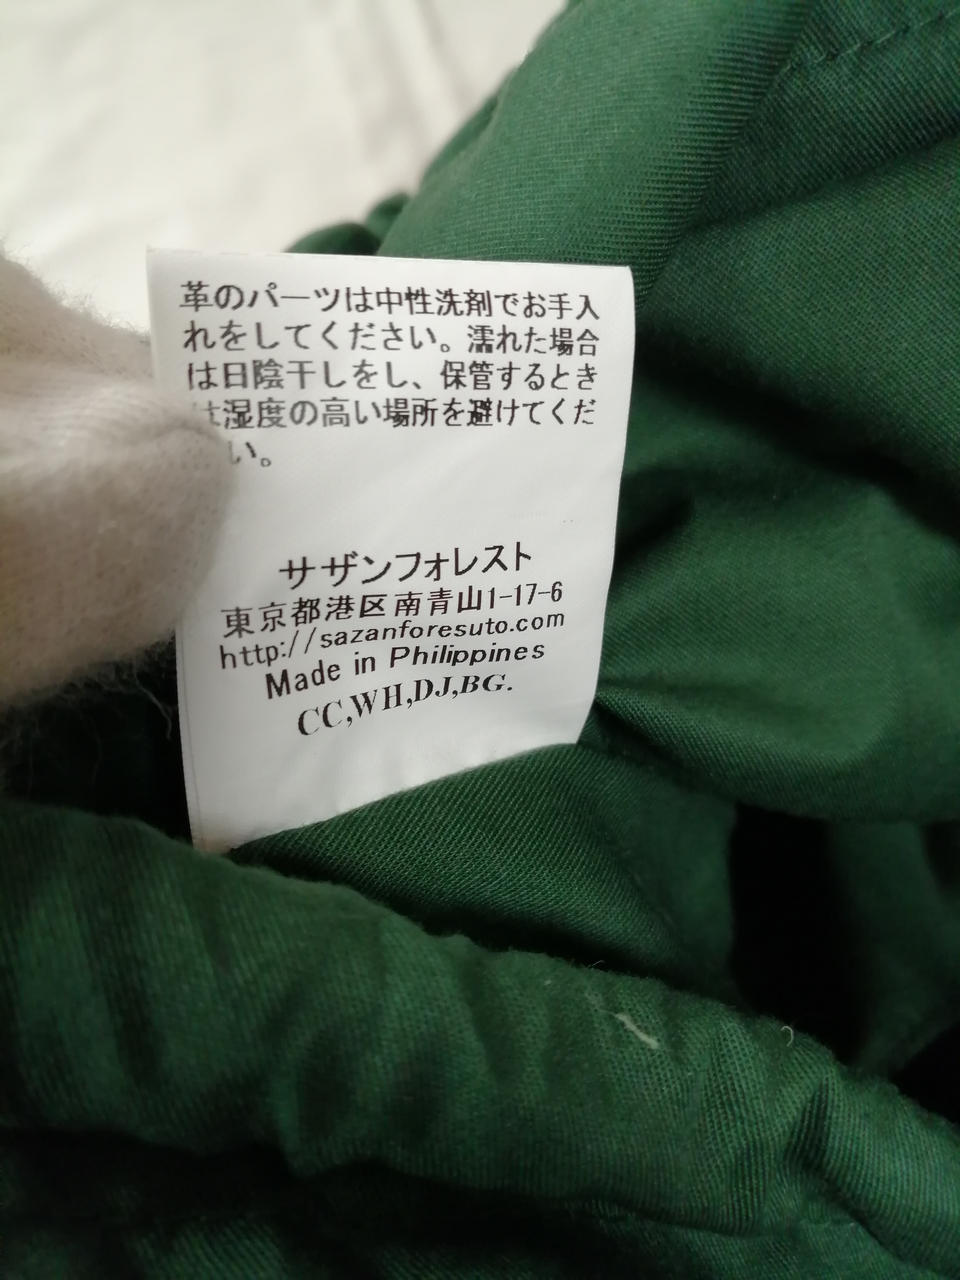 革のパーツは中性洗剤でお手入
れをしてください。濡れた場合
は日陰干しをし、保管するとき
は湿度の高い場所を避けてくだ
い。
サザンフォレスト
東京都港区南青山1-17-6
http://sazanforesuto.com
Made in Philippines
CC,WH,DJ,BG.